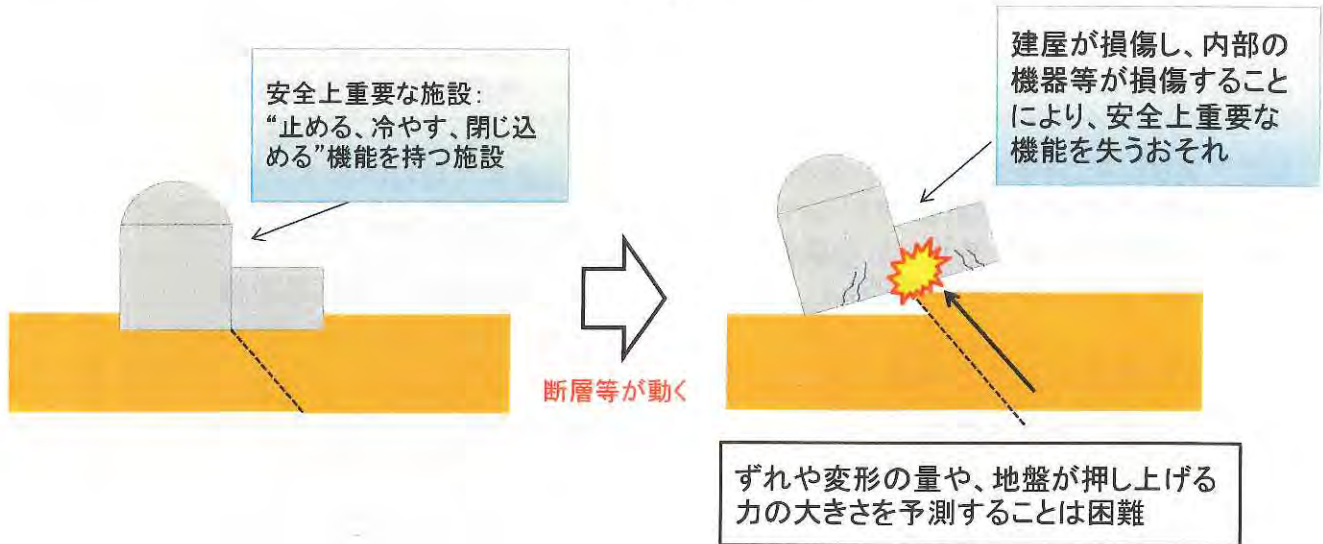 安全上重要な施設：
“止める、冷やす、閉じ込
める”機能を持つ施設
建屋が損傷し、内部の
機器等が損傷すること
により、安全上重要な
機能を失うおそれ
断層等が動く
ずれや変形の量や、地盤が押し上げる
力の大きさを予測することは困難